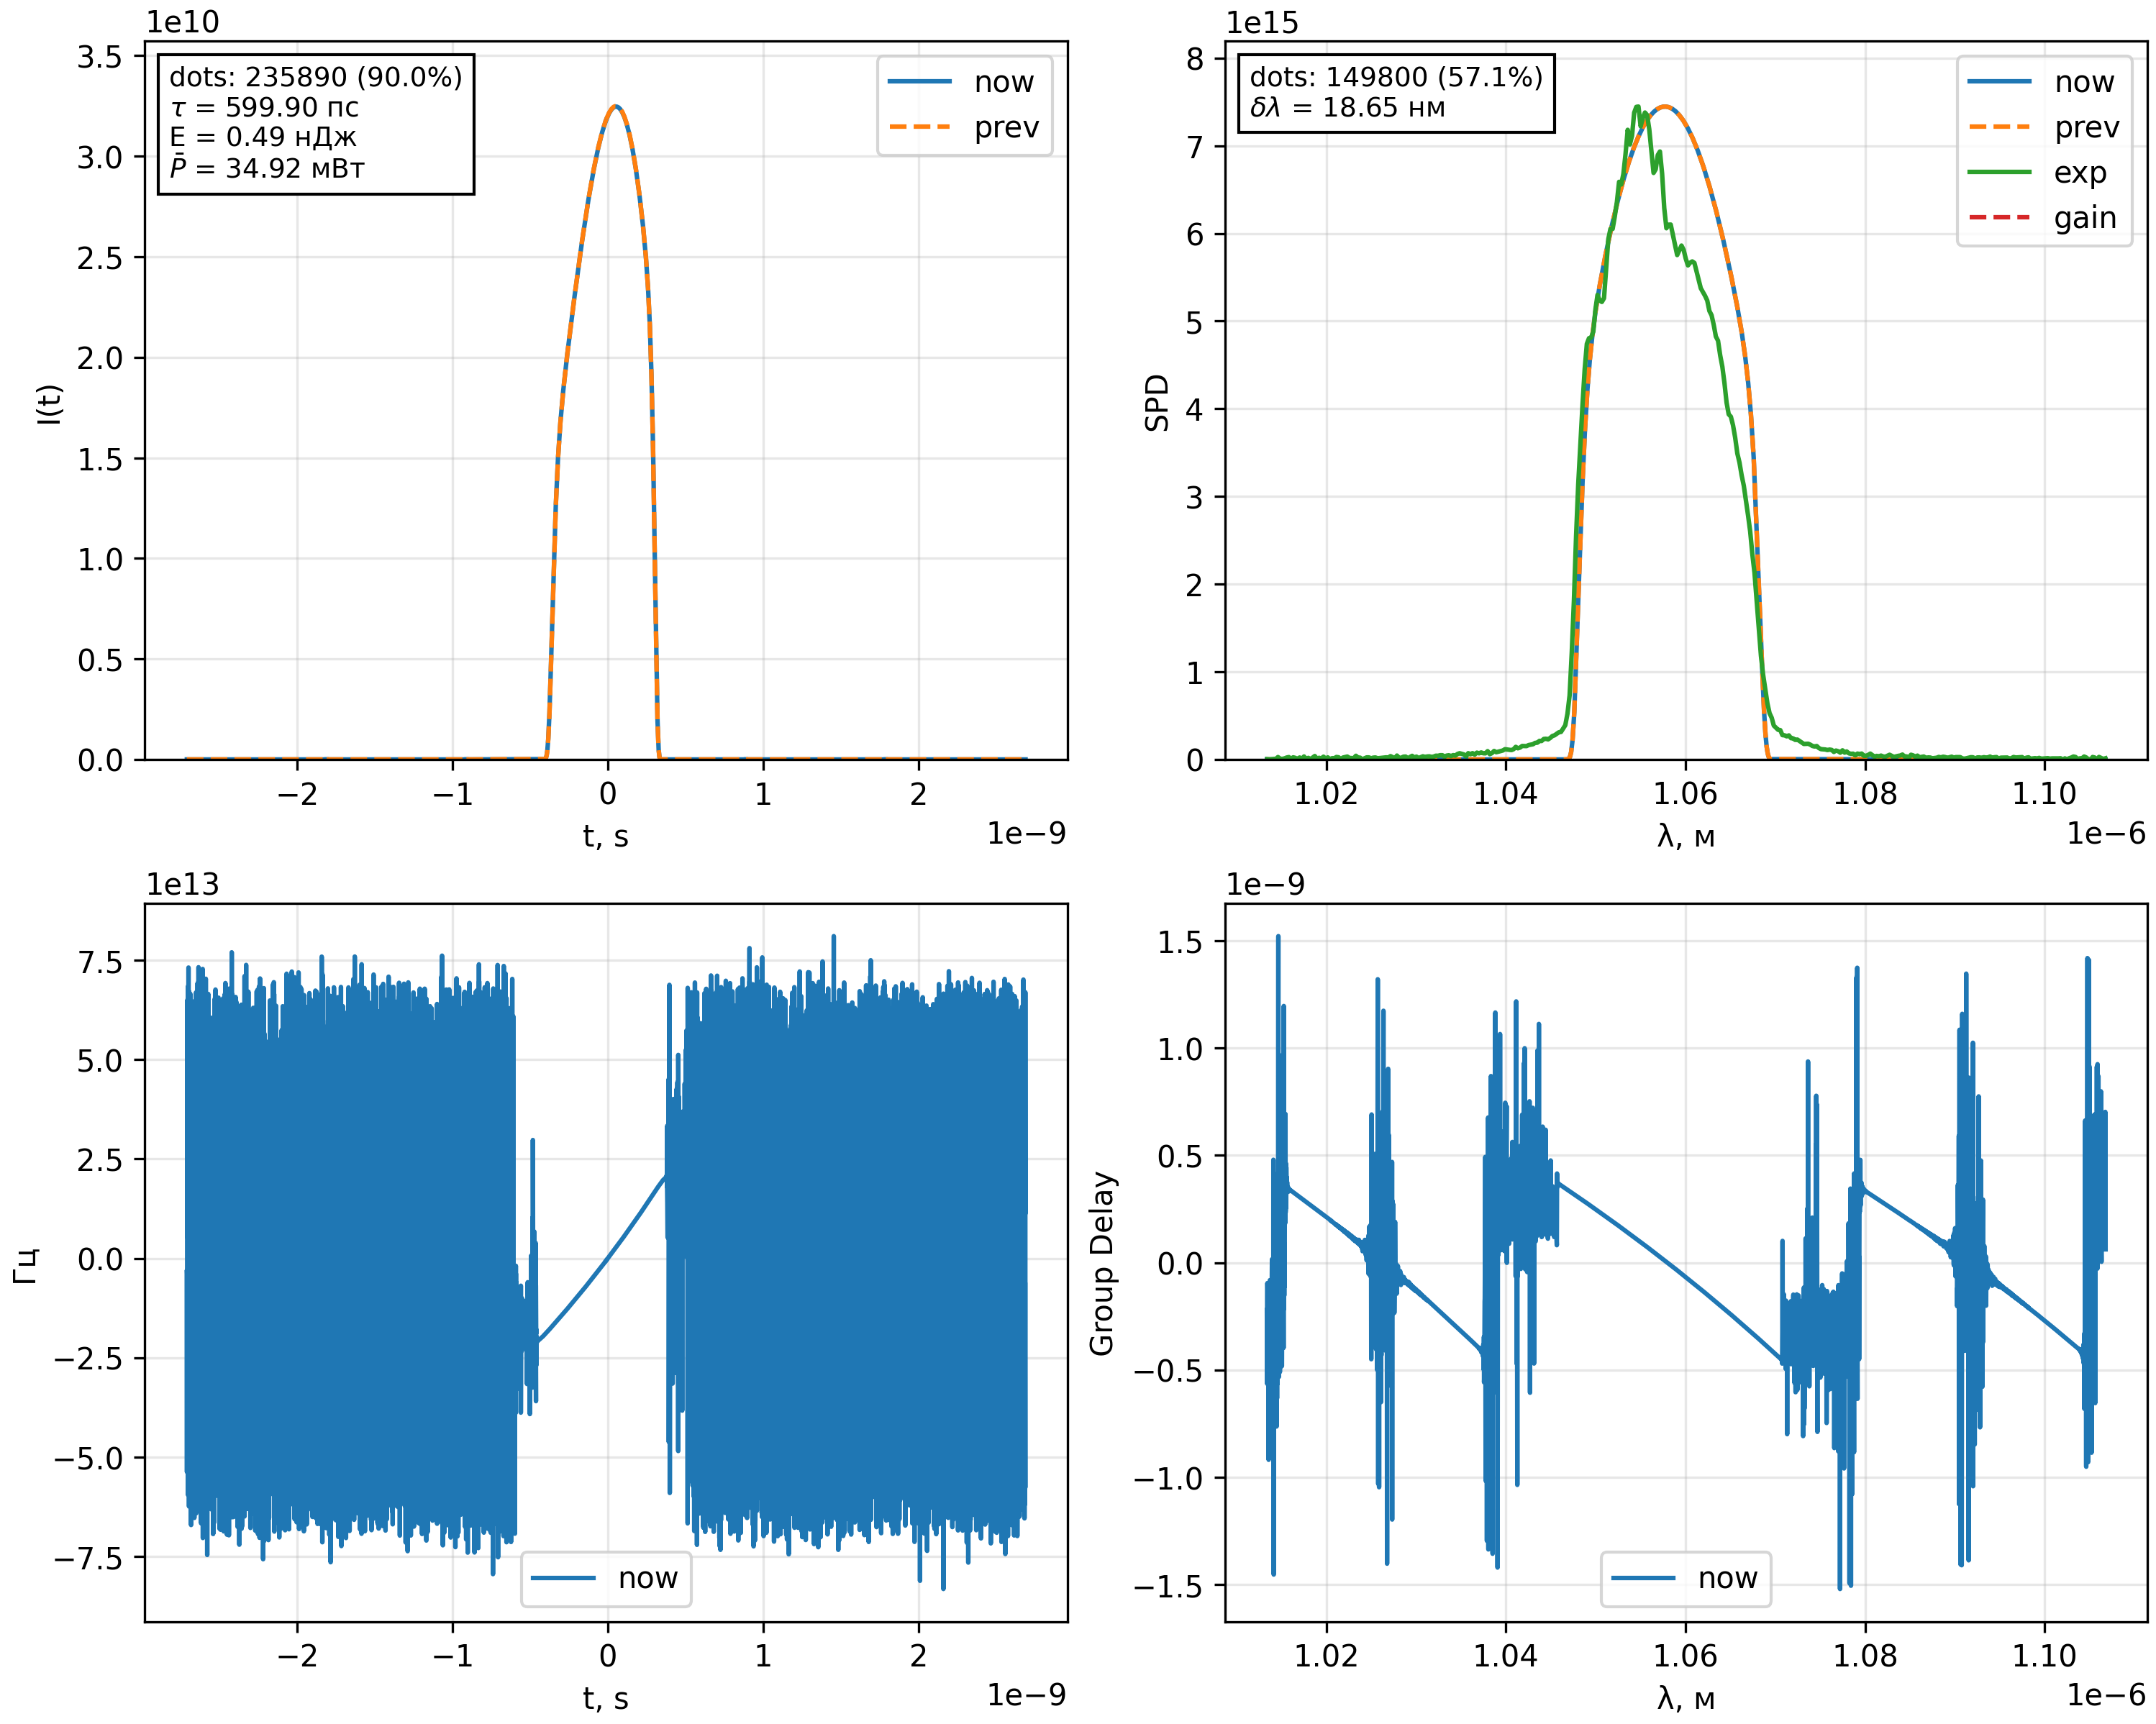 1e10
3.5
3.0
2.5
2.0
1.5
1.0
0.5
0.0
I(t)
dots: 235890 (90.0%)
τ = 599.90 пс
E = 0.49 нДж
P̄ = 34.92 мВт
now
prev
−2
−1
0
1
2
t, s
1e−9
1e15
8
7
6
5
4
3
2
1
0
SPD
dots: 149800 (57.1%)
δλ = 18.65 нм
now
prev
exp
gain
1.02
1.04
1.06
1.08
1.10
λ, м
1e−6
1e13
7.5
5.0
2.5
0.0
−2.5
−5.0
−7.5
Гц
now
−2
−1
0
1
2
t, s
1e−9
1e−9
1.5
1.0
0.5
0.0
−0.5
−1.0
−1.5
Group Delay
now
1.02
1.04
1.06
1.08
1.10
λ, м
1e−6